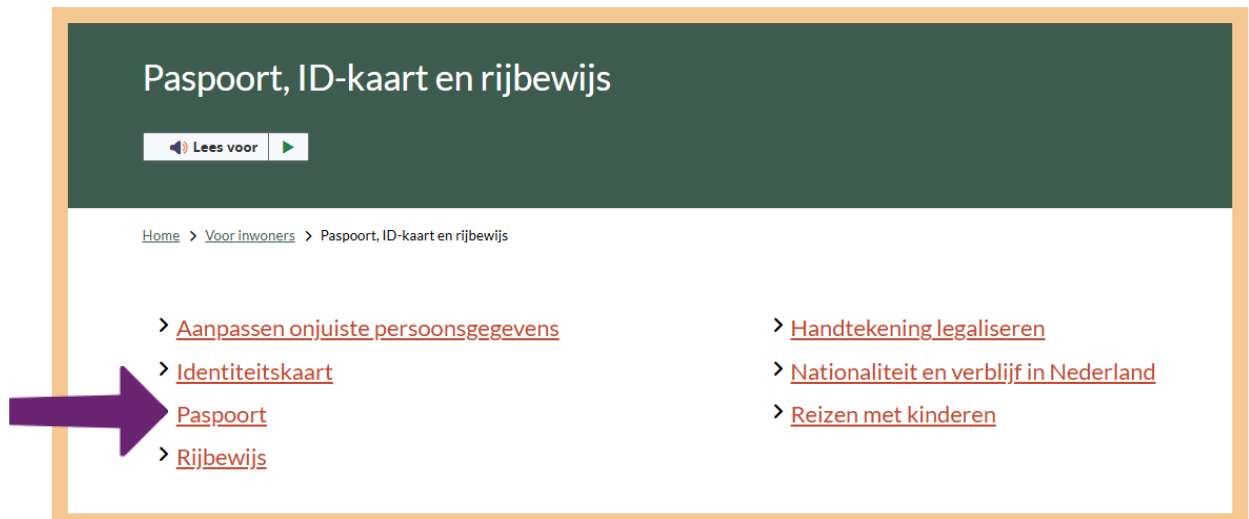 Paspoort, ID-kaart en rijbewijs
Lees voor
Home > Voor inwoners > Paspoort, ID-kaart en rijbewijs
> Aanpassen onjuiste persoonsgegevens
> Identiteitskaart
Paspoort
> Rijbewijs
> Handtekening legaliseren
> Nationaliteit en verblijf in Nederland
> Reizen met kinderen